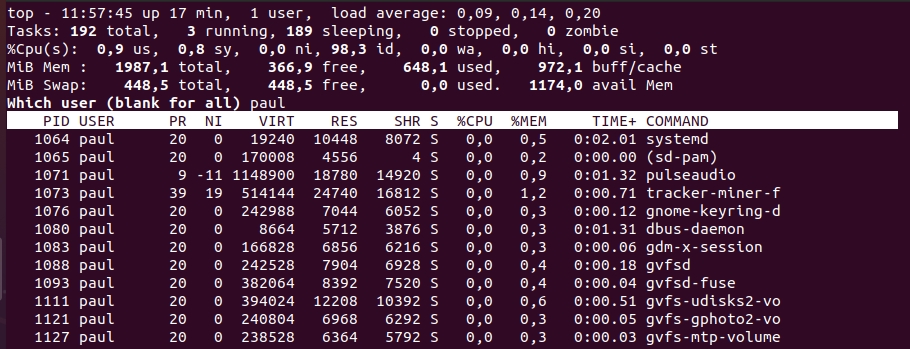 top - 11:57:45 up 17 min,  1 user,  load average: 0,09, 0,14, 0,20
Tasks: 192 total,   3 running, 189 sleeping,   0 stopped,   0 zombie
%Cpu(s):  0,9 us,  0,8 sy,  0,0 ni, 98,3 id,  0,0 wa,  0,0 hi,  0,0 si,  0,0 st
MiB Mem :   1987,1 total,    366,9 free,    648,1 used,    972,1 buff/cache
MiB Swap:    448,5 total,    448,5 free,      0,0 used.   1174,0 avail Mem
Which user (blank for all) paul
    PID USER      PR  NI    VIRT    RES    SHR S  %CPU  %MEM     TIME+ COMMAND
   1064 paul      20   0   19240  10448   8072 S   0,0   0,5   0:02.01 systemd
   1065 paul      20   0  170008   4556      4 S   0,0   0,2   0:00.00 (sd-pam)
   1071 paul       9 -11 1148900  18780  14920 S   0,0   0,9   0:01.32 pulseaudio
   1073 paul      39  19  514144  24740  16812 S   0,0   1,2   0:00.71 tracker-miner-f
   1076 paul      20   0  242988   7044   6052 S   0,0   0,3   0:00.12 gnome-keyring-d
   1080 paul      20   0    8664   5712   3876 S   0,0   0,3   0:01.31 dbus-daemon
   1083 paul      20   0  166828   6856   6216 S   0,0   0,3   0:00.06 gdm-x-session
   1088 paul      20   0  242528   7904   6928 S   0,0   0,4   0:00.18 gvfsd
   1093 paul      20   0  382064   8392   7520 S   0,0   0,4   0:00.04 gvfsd-fuse
   1111 paul      20   0  394024  12208  10392 S   0,0   0,6   0:00.51 gvfs-udisks2-vo
   1121 paul      20   0  240804   6968   6292 S   0,0   0,3   0:00.05 gvfs-gphoto2-vo
   1127 paul      20   0  238528   6364   5792 S   0,0   0,3   0:00.03 gvfs-mtp-volume